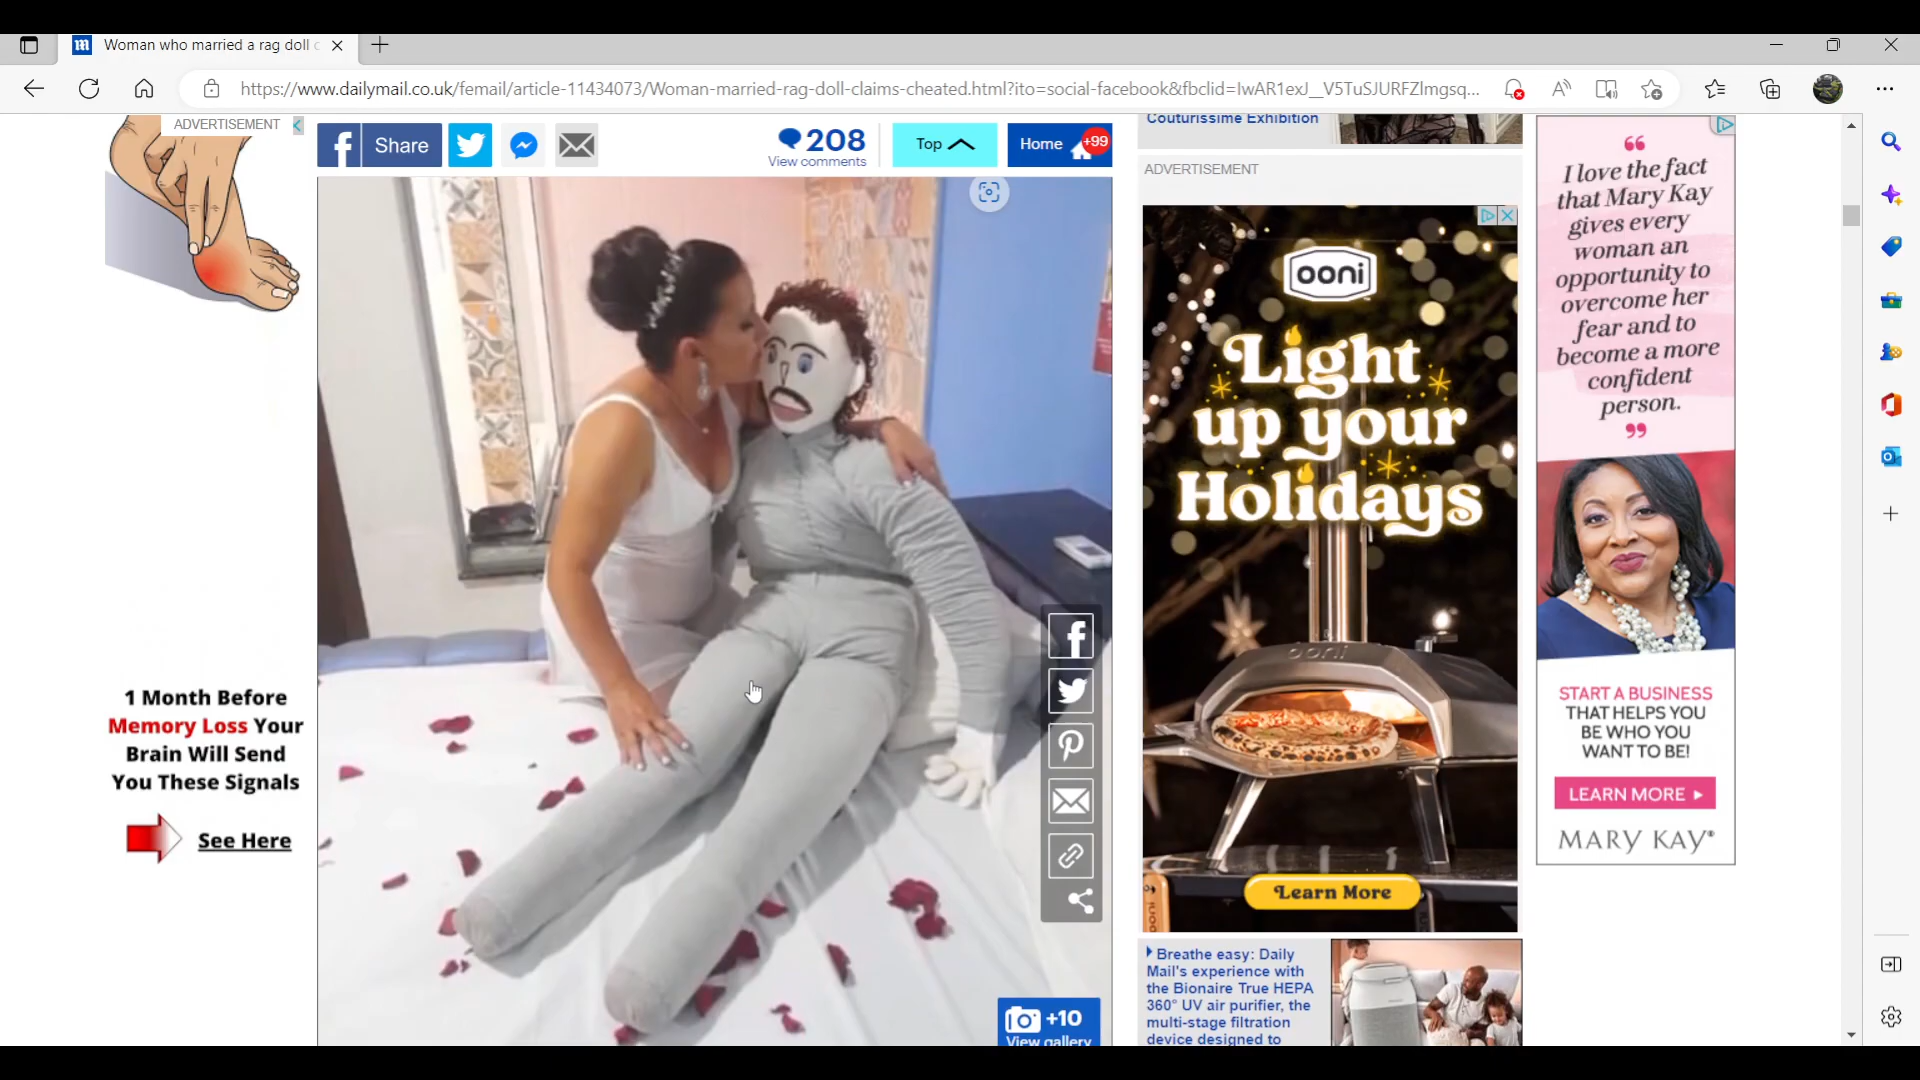 Woman who married a rag doll c
https://www.dailymail.co.uk/femail/article-11434073/Woman-married-rag-doll-claims-cheated.html?ito=social-facebook&fbclid=IwAR1exJ__V5TuSJURFZlmgsq...
ADVERTISEMENT
f Share
208
View comments
Top
Home
+99
1 Month Before
Memory Loss Your
Brain Will Send
You These Signals
See Here
+10
View gallery
Couturissime Exhibition
ADVERTISEMENT
ooni
Light
up your
Holidays
ooni
Learn More
Breathe easy: Daily
Mail's experience with
the Bionaire True HEPA
360° UV air purifier, the
multi-stage filtration
device designed to
“
I love the fact
that Mary Kay
gives every
woman an
opportunity to
overcome her
fear and to
become a more
confident
person.
”
START A BUSINESS
THAT HELPS YOU
BE WHO YOU
WANT TO BE!
LEARN MORE ▸
MARY KAY®